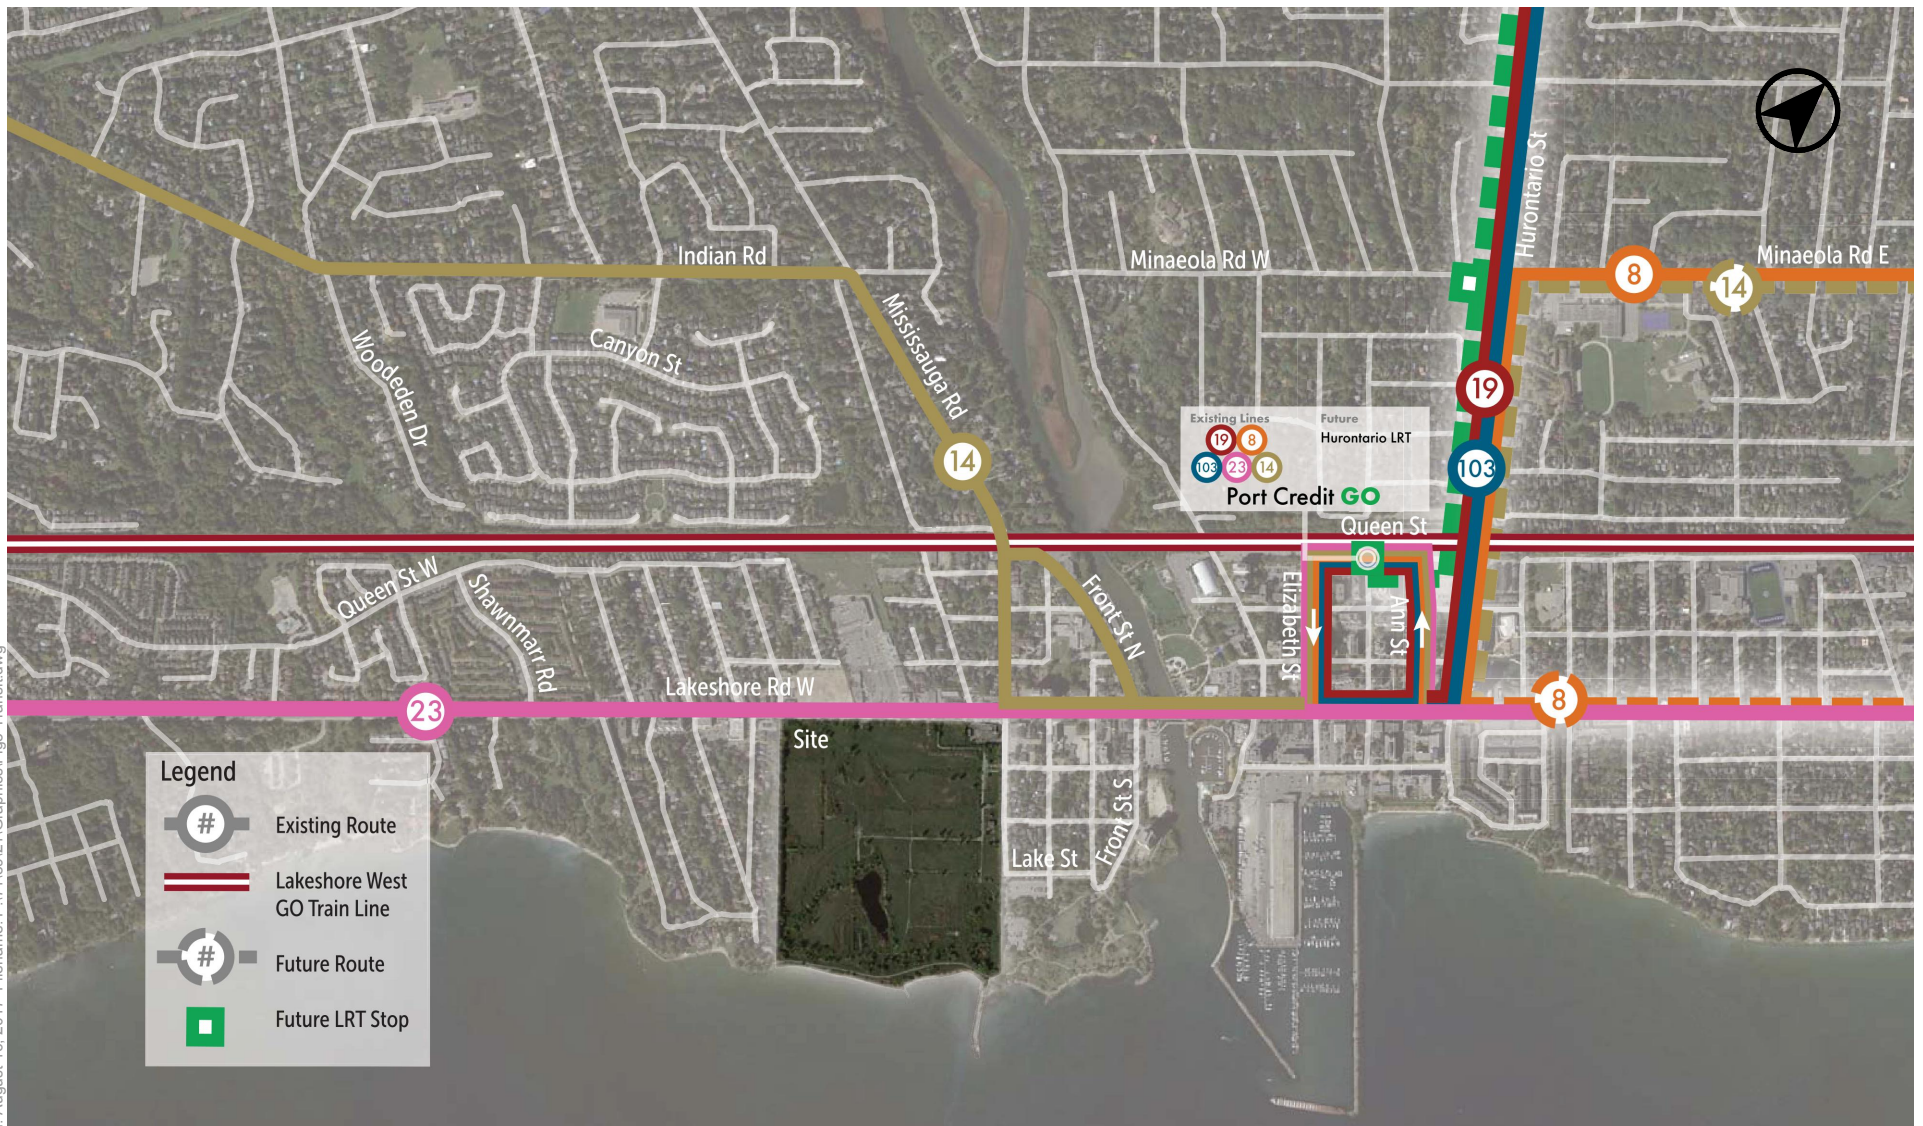 Hurontario St
Indian Rd
Minaeola Rd W
8
Minaeola Rd E
14
Mississauga Rd
Woodeden Dr
Canyon St
19
Existing Lines
Future
19
8
Hurontario LRT
103
23
14
Port Credit GO
14
103
Queen St
Queen St W
Shawnmarr Rd
Front St N
Elizabeth St
Ann St
Lakeshore Rd W
23
8
Site
Legend
#
Existing Route
Lakeshore West
GO Train Line
#
Future Route
Future LRT Stop
Lake St
Front St S